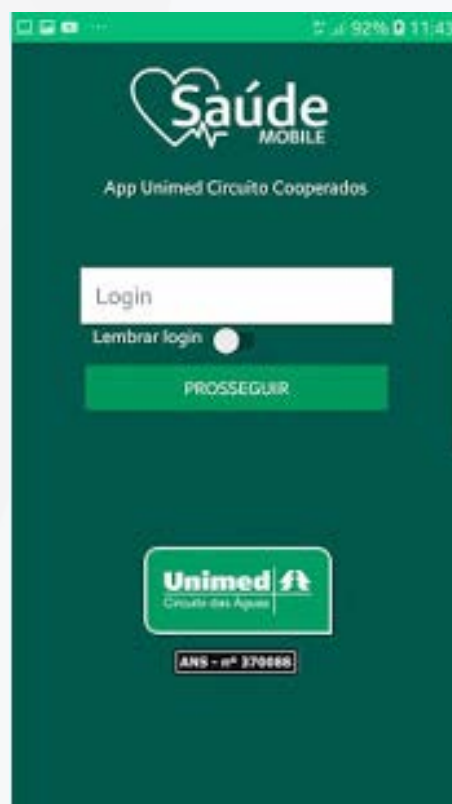 92% 11:43
Saúde
MOBILE
App Unimed Circuito Cooperados
Login
Lembrar login
PROSSEGUIR
Unimed
Circuito das Águas
ANS - nº 370088